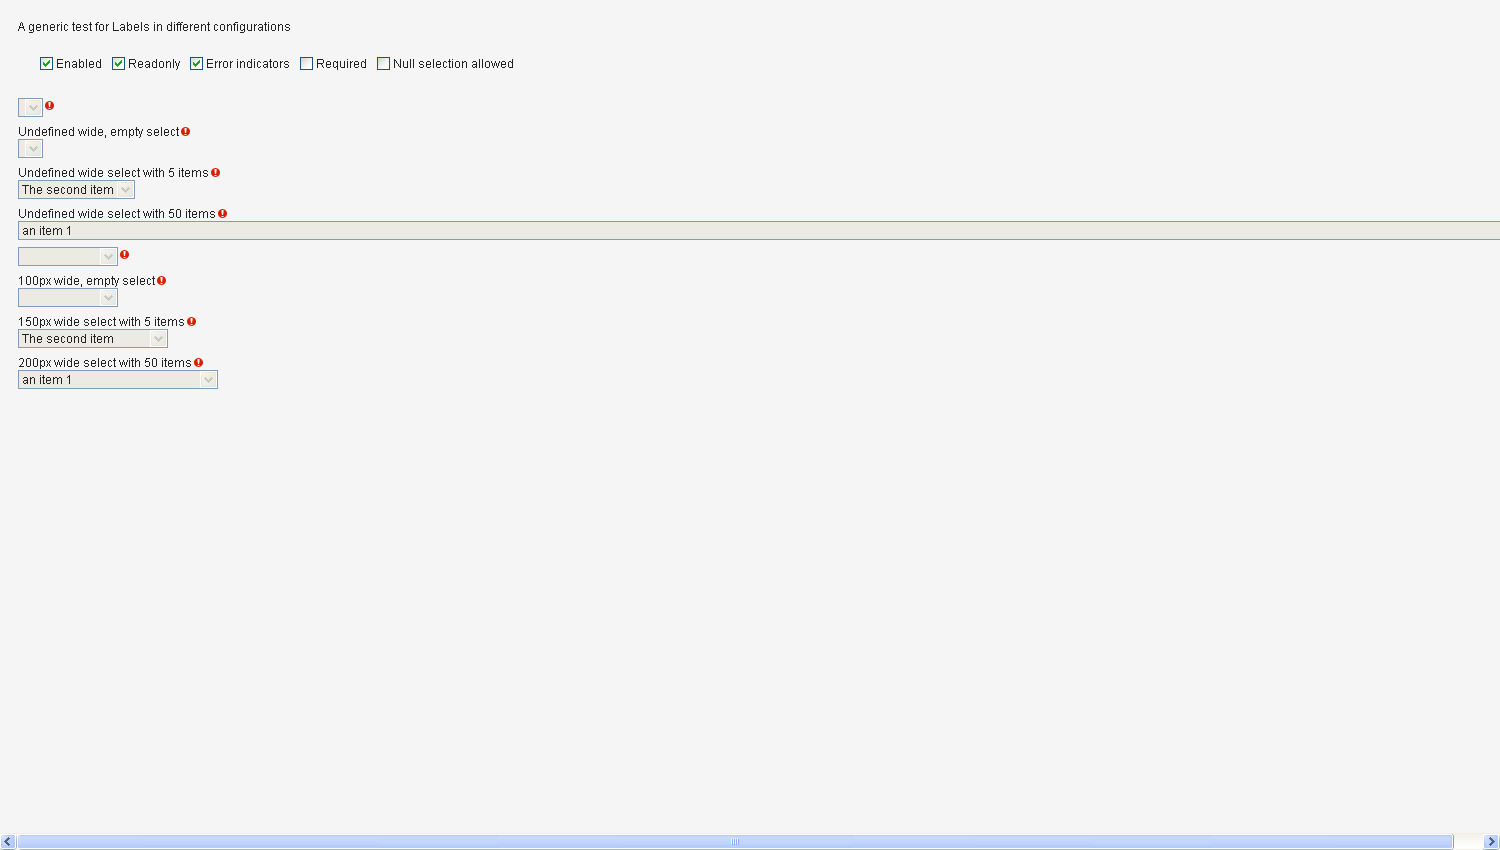 A generic test for Labels in different configurations
Enabled Readonly Error indicators Required Null selection allowed
Undefined wide, empty select
Undefined wide select with 5 items
The second item
Undefined wide select with 50 items
an item 1
100px wide, empty select
150px wide select with 5 items
The second item
200px wide select with 50 items
an item 1